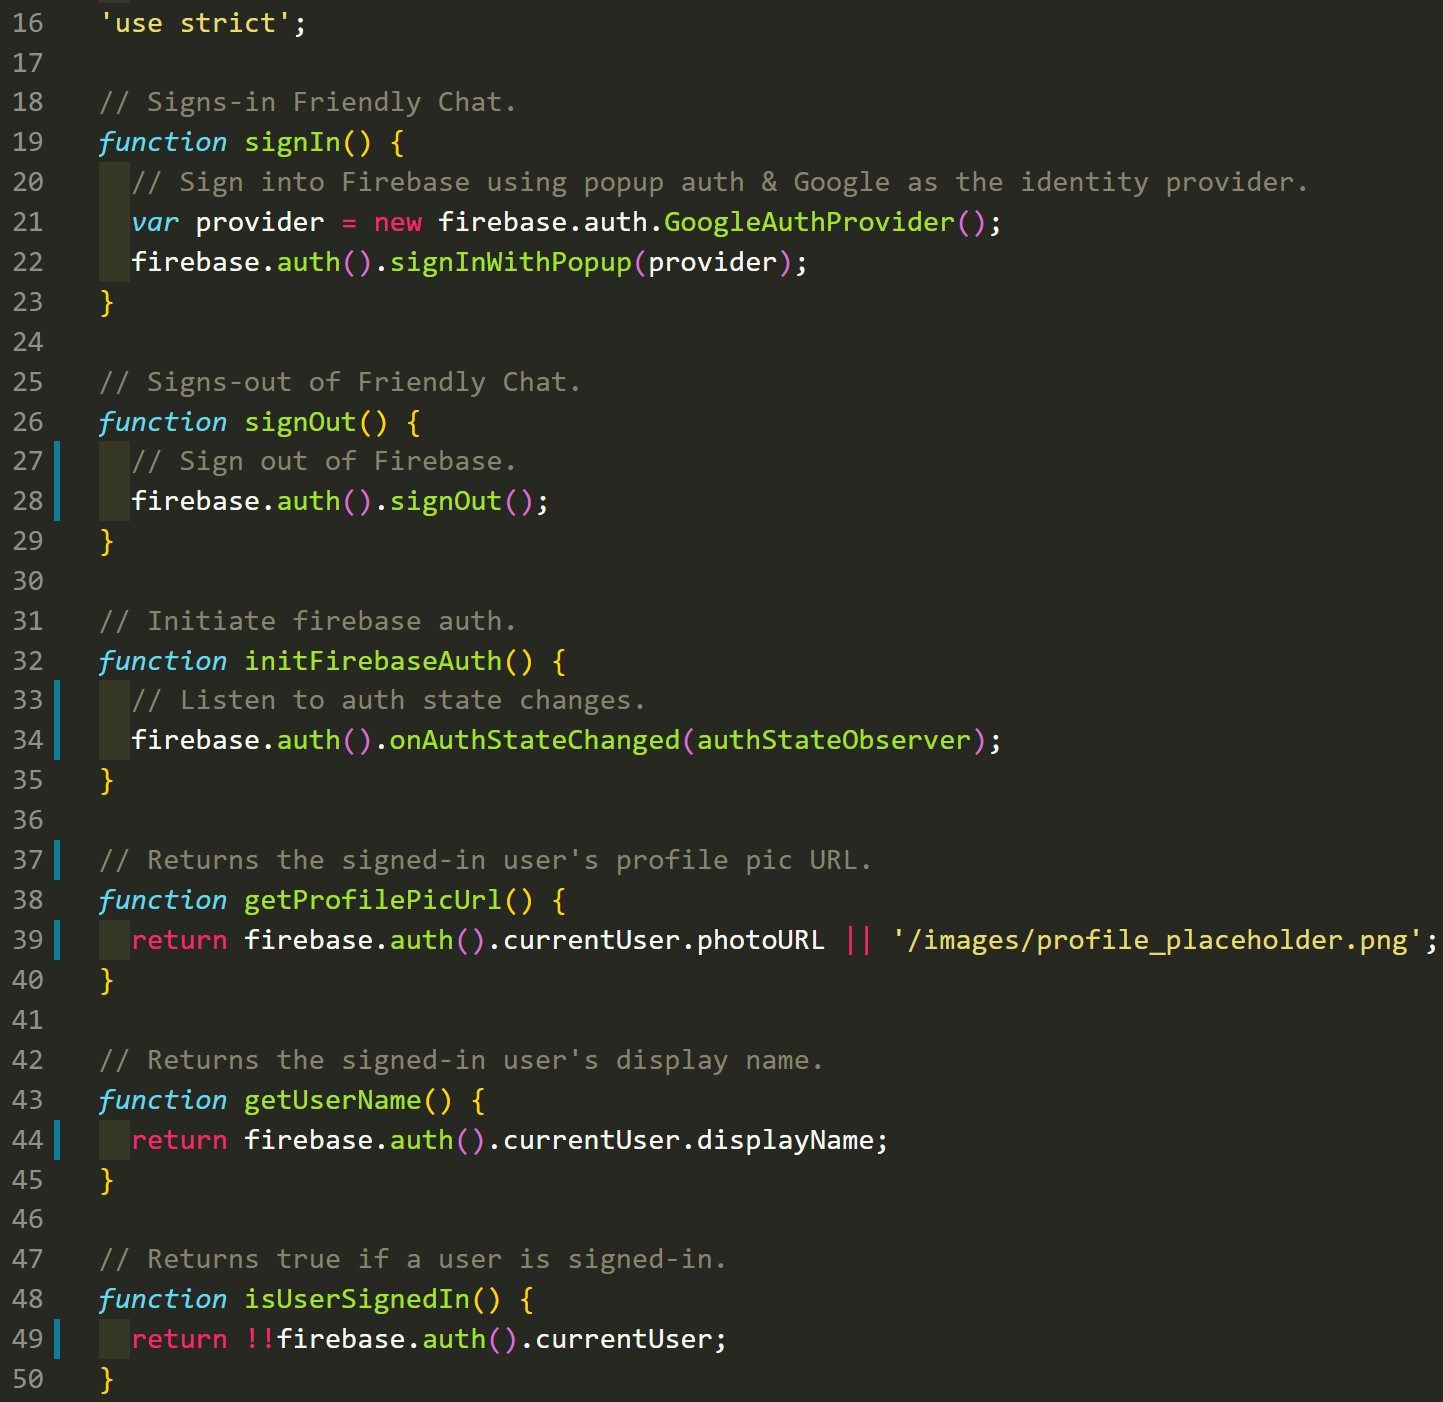 16 'use strict';
17
18 // Signs-in Friendly Chat.
19 function signIn() {
20   // Sign into Firebase using popup auth & Google as the identity provider.
21   var provider = new firebase.auth.GoogleAuthProvider();
22   firebase.auth().signInWithPopup(provider);
23 }
24
25 // Signs-out of Friendly Chat.
26 function signOut() {
27   // Sign out of Firebase.
28   firebase.auth().signOut();
29 }
30
31 // Initiate firebase auth.
32 function initFirebaseAuth() {
33   // Listen to auth state changes.
34   firebase.auth().onAuthStateChanged(authStateObserver);
35 }
36
37 // Returns the signed-in user's profile pic URL.
38 function getProfilePicUrl() {
39   return firebase.auth().currentUser.photoURL || '/images/profile_placeholder.png';
40 }
41
42 // Returns the signed-in user's display name.
43 function getUserName() {
44   return firebase.auth().currentUser.displayName;
45 }
46
47 // Returns true if a user is signed-in.
48 function isUserSignedIn() {
49   return !!firebase.auth().currentUser;
50 }